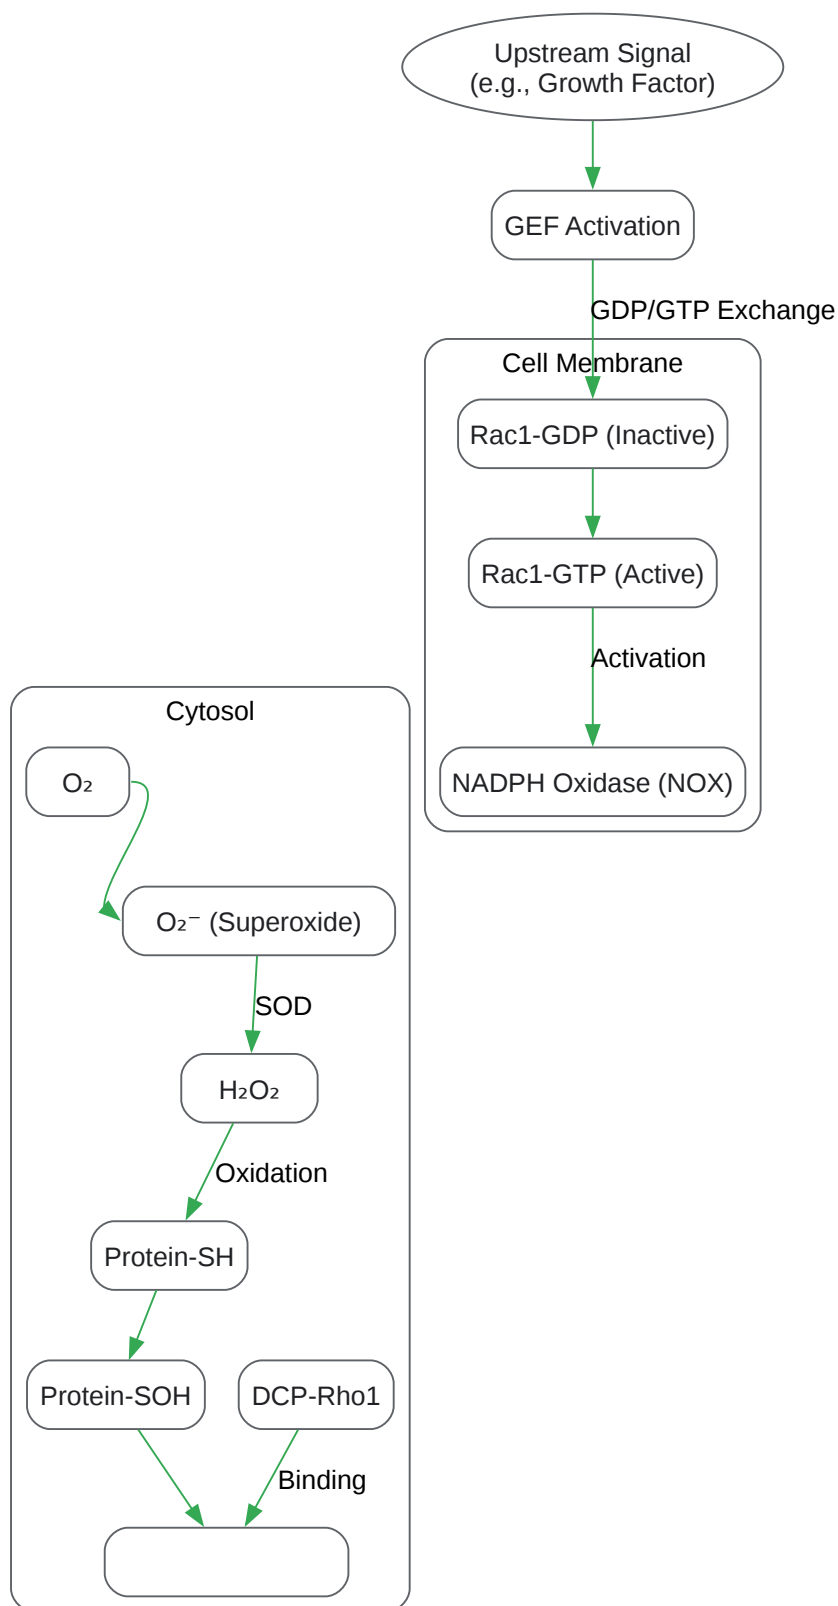 Upstream Signal
(e.g., Growth Factor)
GEF Activation
GDP/GTP Exchange
Cell Membrane
Rac1-GDP (Inactive)
Rac1-GTP (Active)
Activation
NADPH Oxidase (NOX)
Cytosol
O₂
O₂⁻ (Superoxide)
SOD
H₂O₂
Oxidation
Protein-SH
Protein-SOH
DCP-Rho1
Binding